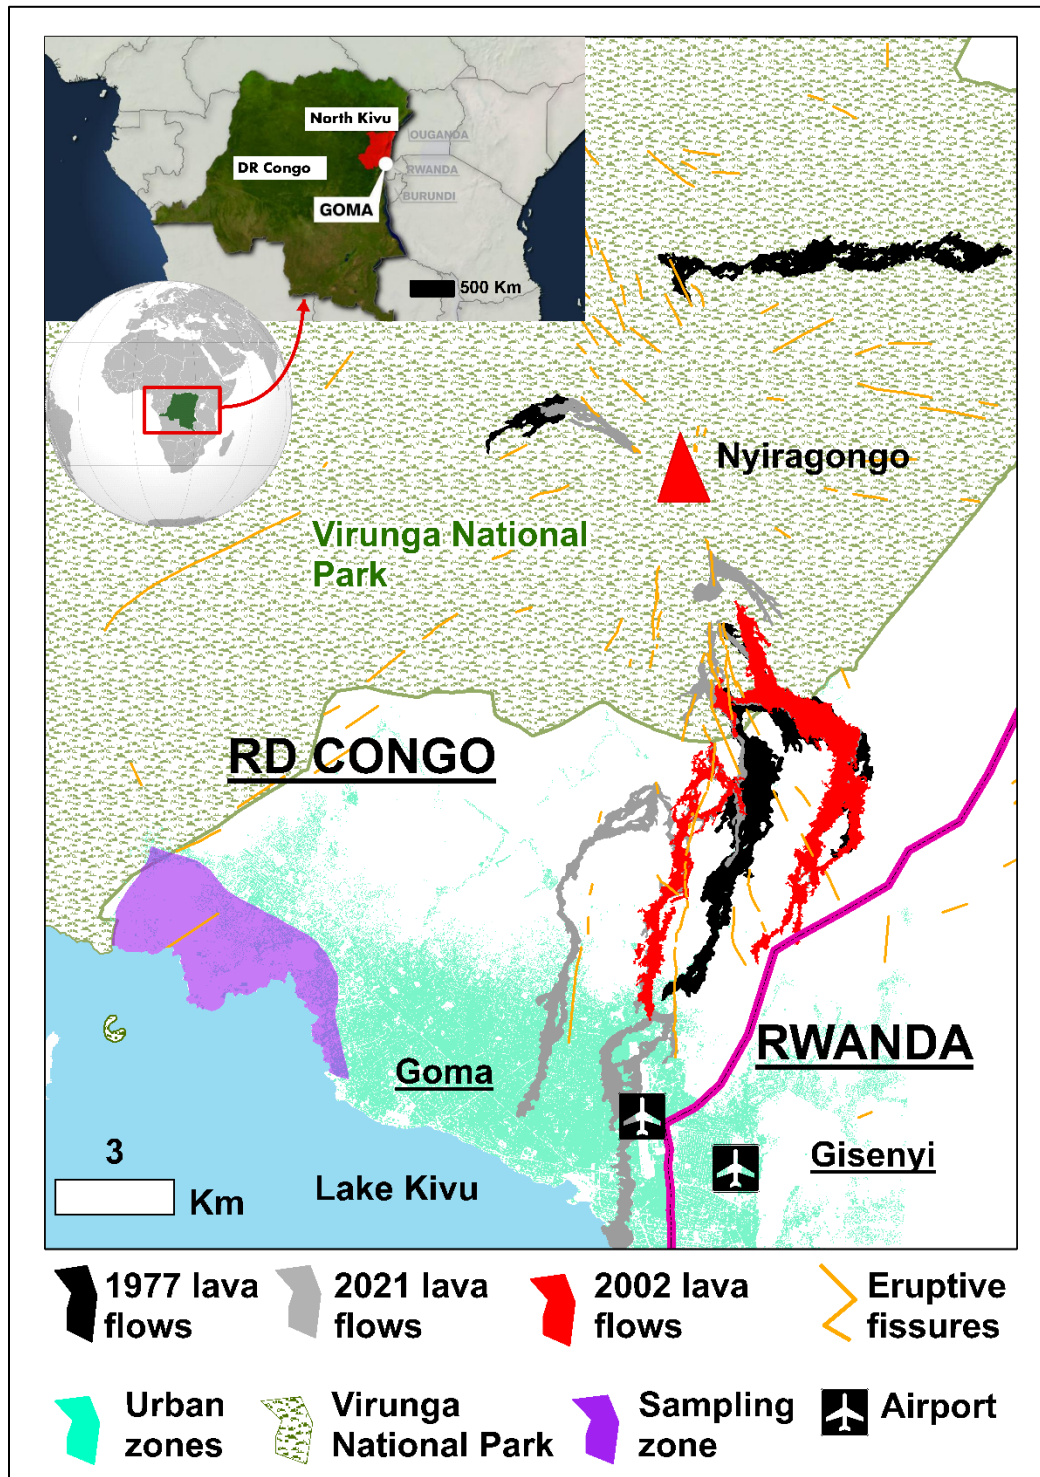 North Kivu
OUGANDA
DR Congo
RWANDA
GOMA
BURUNDI
500 Km
Nyiragongo
Virunga National
Park
RD CONGO
RWANDA
Goma
Gisenyi
3
Km
Lake Kivu
1977 lava
flows
2021 lava
flows
2002 lava
flows
Eruptive
fissures
Urban
zones
Virunga
National Park
Sampling
zone
Airport